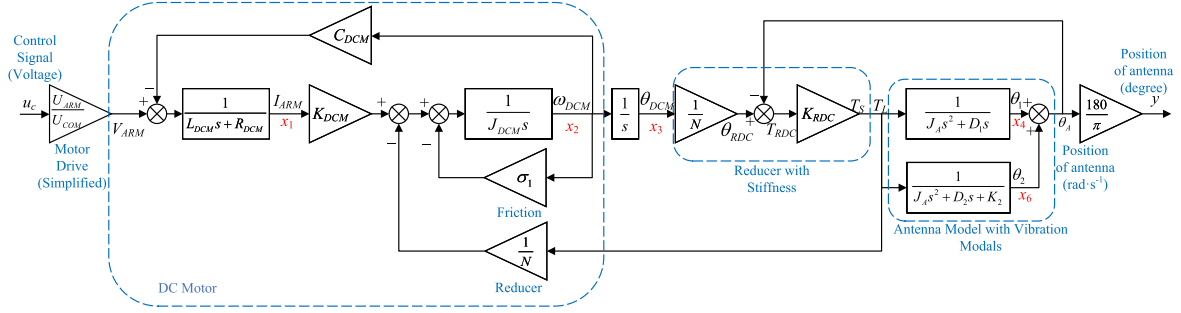 Control
Signal
(Voltage)
u_c
U_ARM
U_COM
Motor
Drive
(Simplified)
V_ARM
−
+
C_DCM
1
L_DCM s + R_DCM
I_ARM
x_1
K_DCM
+
−
+
−
1
J_DCM s
ω_DCM
x_2
σ_1
Friction
1
N
Reducer
DC Motor
1
s
θ_DCM
x_3
1
N
θ_RDC
−
+
T_RDC
K_RDC
T_S
Reducer with
Stiffness
T_L
1
J_A s² + D_1 s
θ_1
x_4
+
+
1
J_A s² + D_2 s + K_2
θ_2
x_6
Antenna Model with Vibration
Modals
θ_A
180
π
Position of
antenna
(rad·s⁻¹)
Position
of antenna
(degree)
y